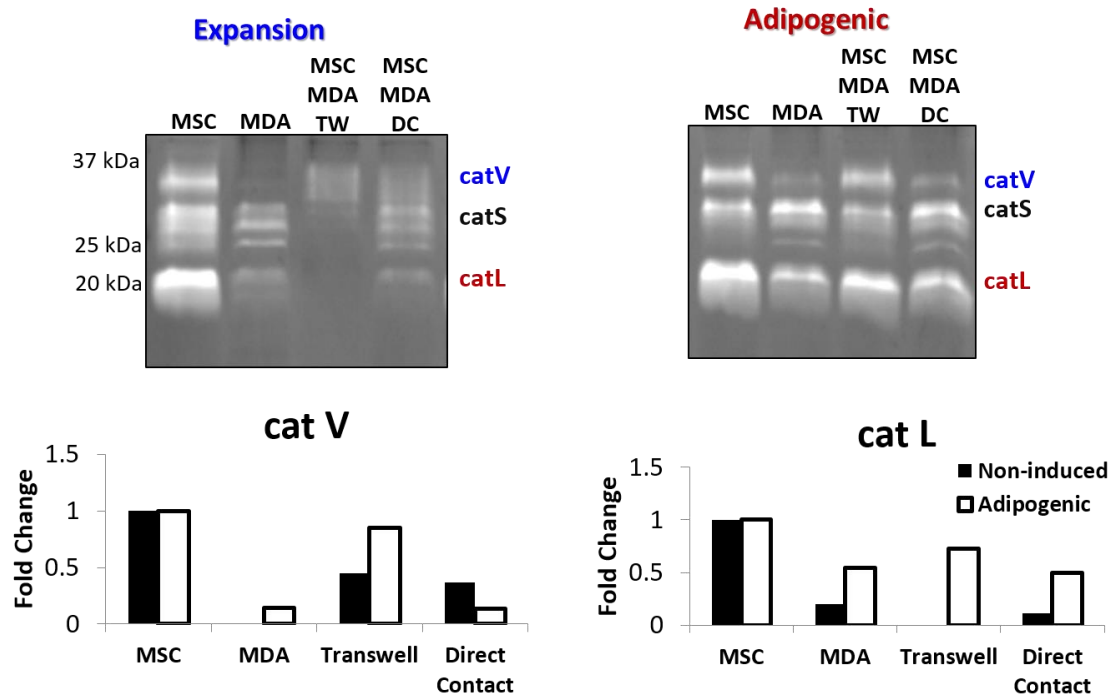 Expansion
MSC MDA MSC MDA TW MSC MDA DC
37 kDa
25 kDa
20 kDa
catV
catS
catL
Adipogenic
MSC MDA MSC MDA TW MSC MDA DC
catV
catS
catL
cat V
Fold Change
1.5
1
0.5
0
MSC MDA Transwell Direct Contact
cat L
Fold Change
1.5
1
0.5
0
Non-induced
Adipogenic
MSC MDA Transwell Direct Contact